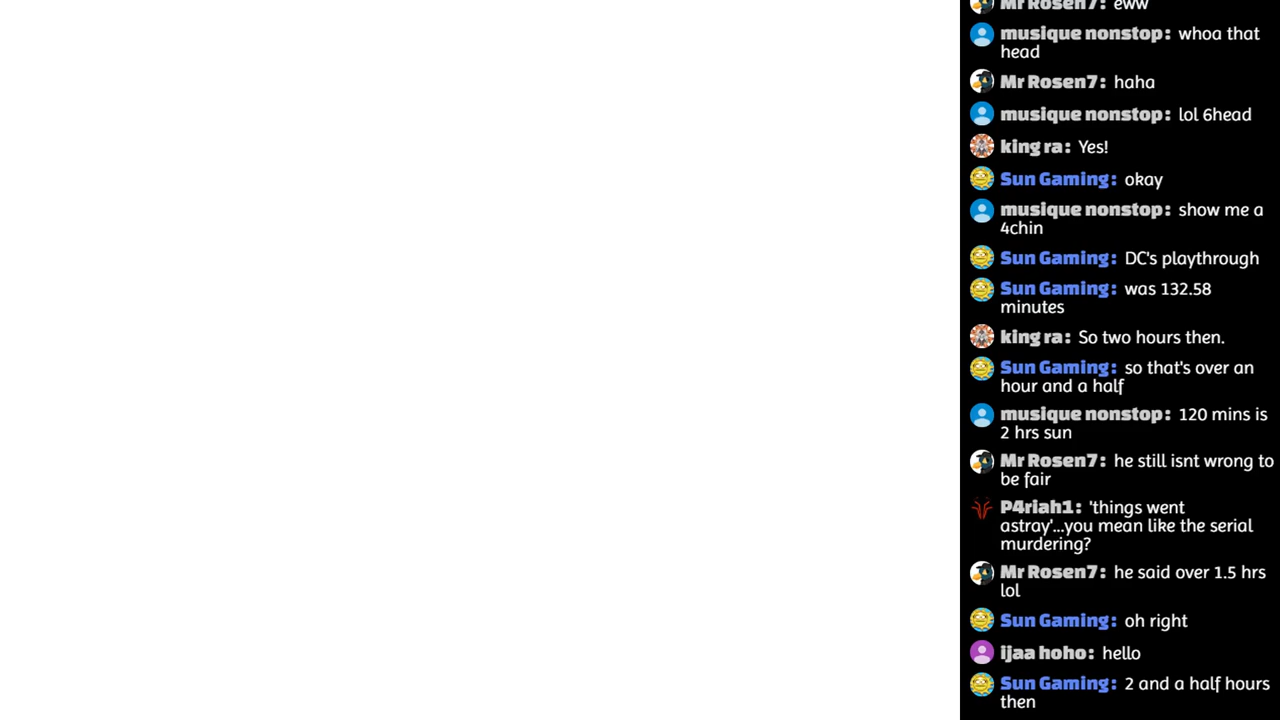 Mr Rosen7: eww
musique nonstop: whoa that
head
Mr Rosen7: haha
musique nonstop: lol 6head
king ra: Yes!
Sun Gaming: okay
musique nonstop: show me a
4chin
Sun Gaming: DC's playthrough
Sun Gaming: was 132.58
minutes
king ra: So two hours then.
Sun Gaming: so that's over an
hour and a half
musique nonstop: 120 mins is
2 hrs sun
Mr Rosen7: he still isnt wrong to
be fair
P4riah1: 'things went
astray'...you mean like the serial
murdering?
Mr Rosen7: he said over 1.5 hrs
lol
Sun Gaming: oh right
ijaa hoho: hello
Sun Gaming: 2 and a half hours
then